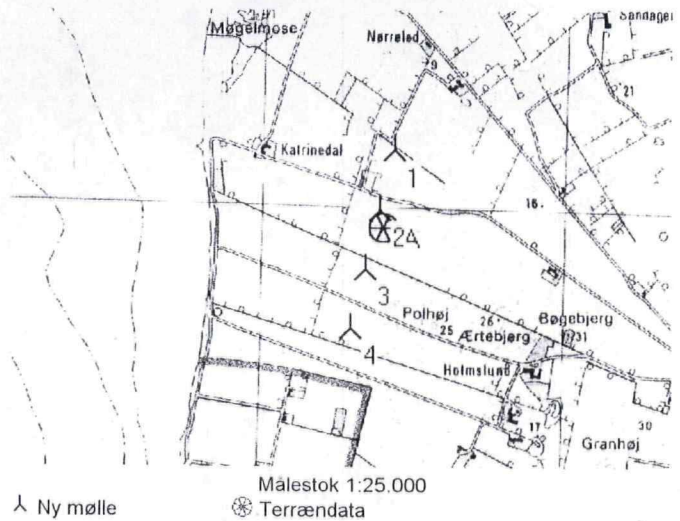 Møgelmose
Nørreled
9
Sandager
21
Katrinedal
1
16.
2A
3
Polhøj
25
26
Ærtebjerg
Bøgebjerg
31
4
Holmslund
17
30
Granhøj
Målestok 1:25.000
Ny mølle
Terrændata